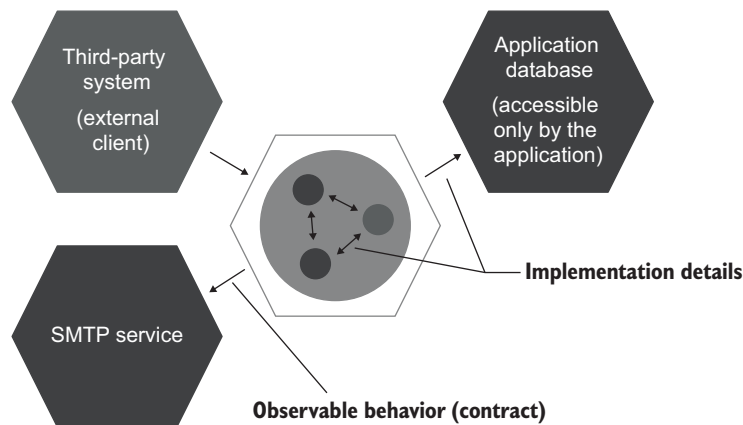 Third-party
system
(external
client)
Application
database
(accessible
only by the
application)
Implementation details
SMTP service
Observable behavior (contract)